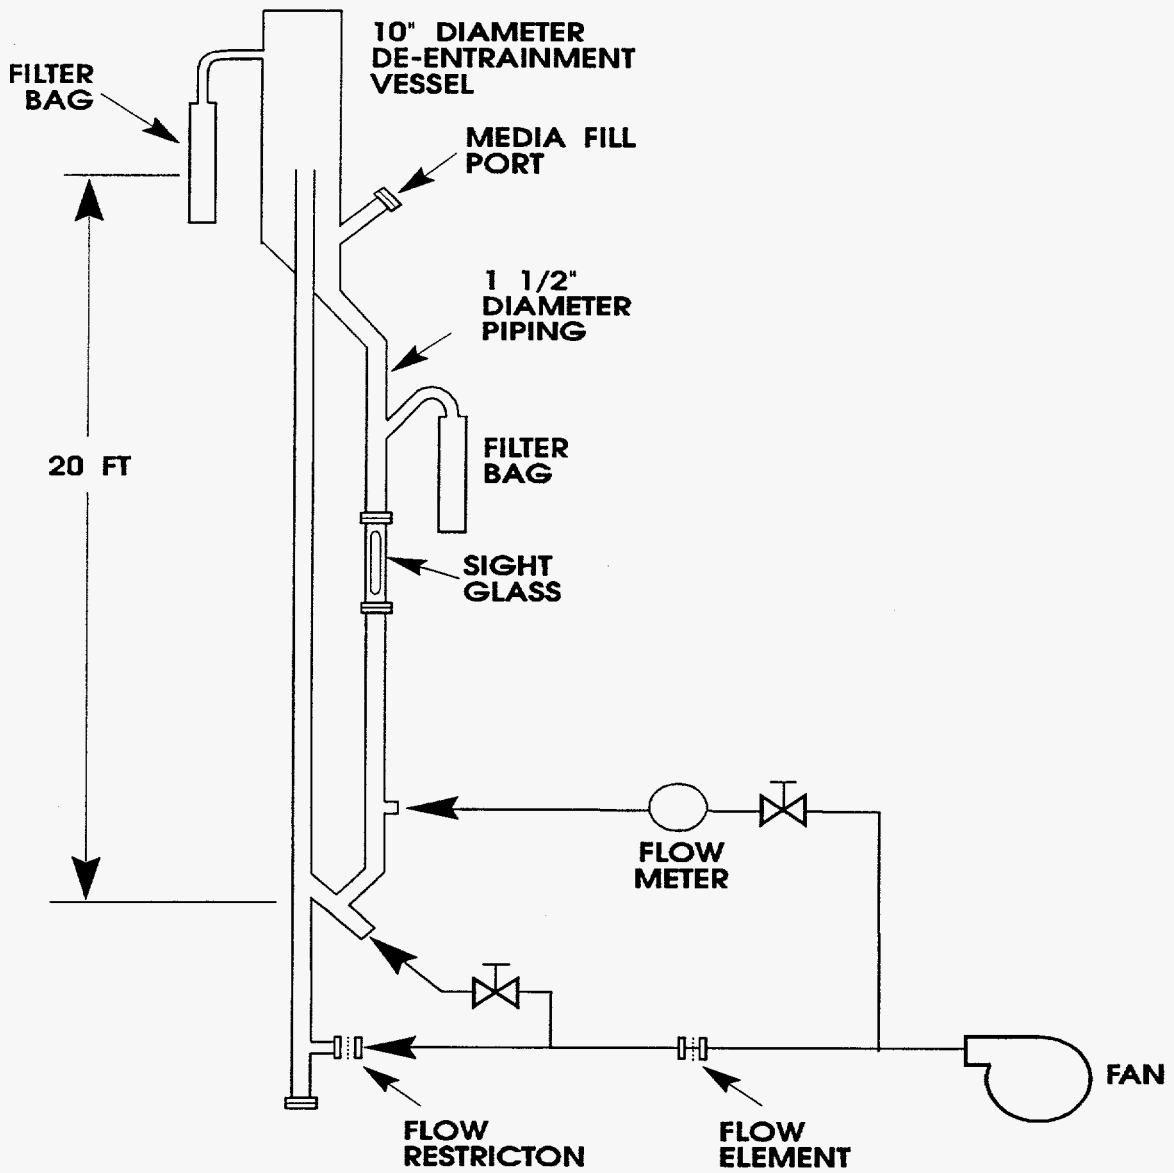 10" DIAMETER
DE-ENTRAINMENT
VESSEL
FILTER
BAG
MEDIA FILL
PORT
1 1/2"
DIAMETER
PIPING
20 FT
FILTER
BAG
SIGHT
GLASS
FLOW
METER
FAN
FLOW
RESTRICTON
FLOW
ELEMENT